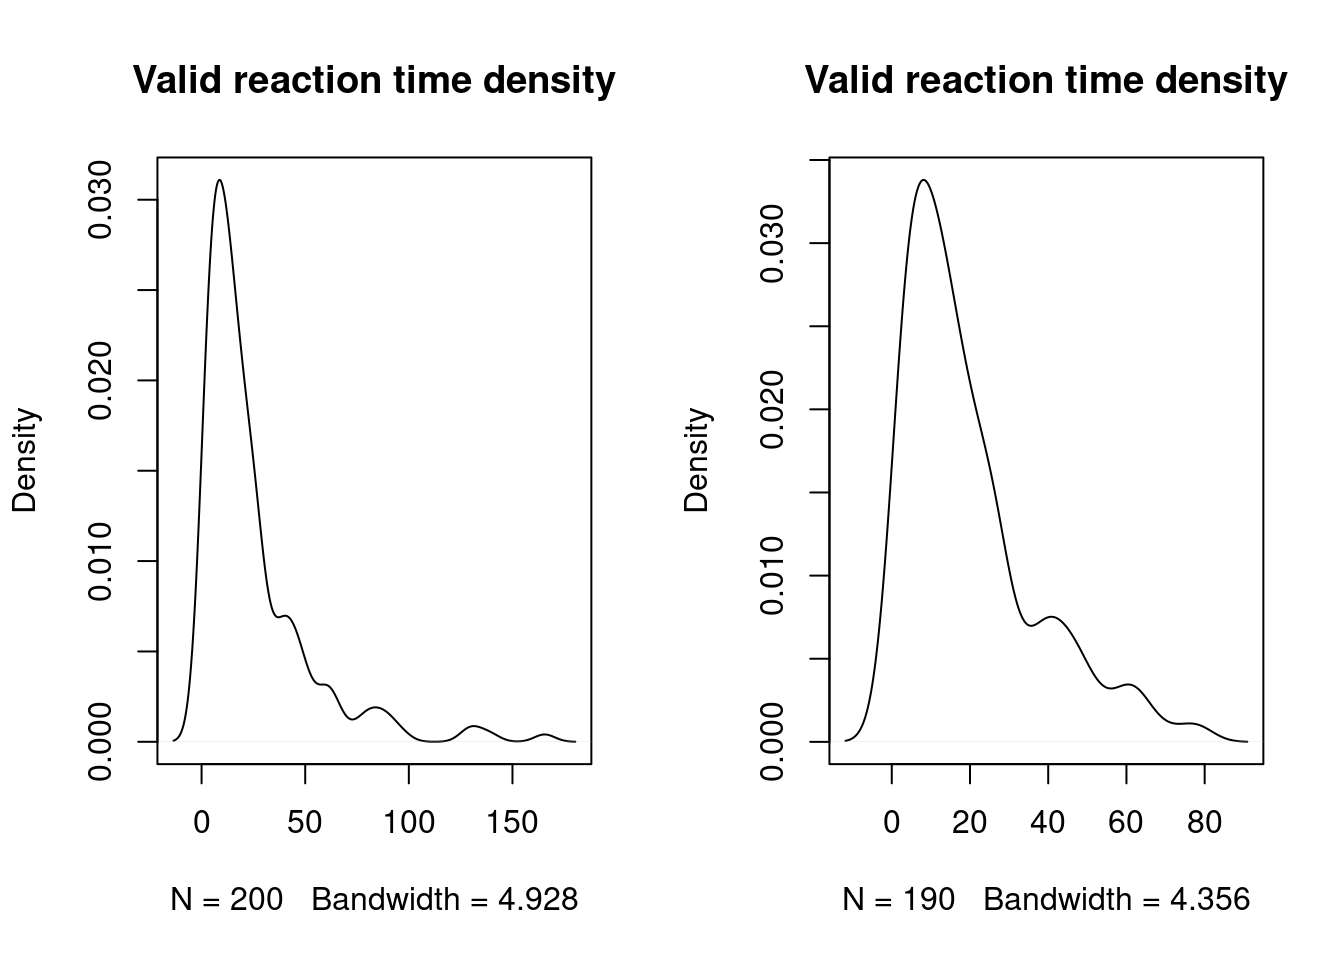 Valid reaction time density
Density
0.000 0.010 0.020 0.030
0 50 100 150
N = 200 Bandwidth = 4.928
Valid reaction time density
Density
0.000 0.010 0.020 0.030
0 20 40 60 80
N = 190 Bandwidth = 4.356